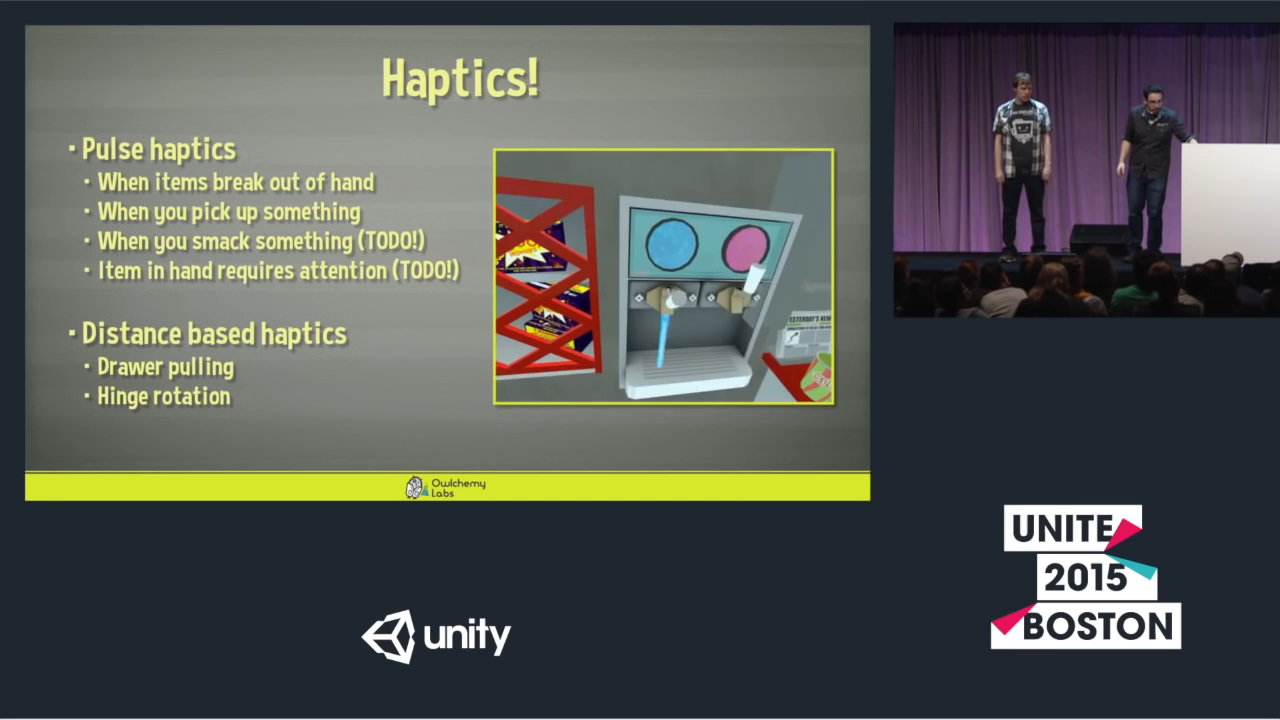 Haptics!
· Pulse haptics
· When items break out of hand
· When you pick up something
· When you smack something (TODO!)
· Item in hand requires attention (TODO!)
· Distance based haptics
· Drawer pulling
· Hinge rotation
YESTERDAY'S NEW
Owlchemy
Labs
UNITE
2015
BOSTON
unity